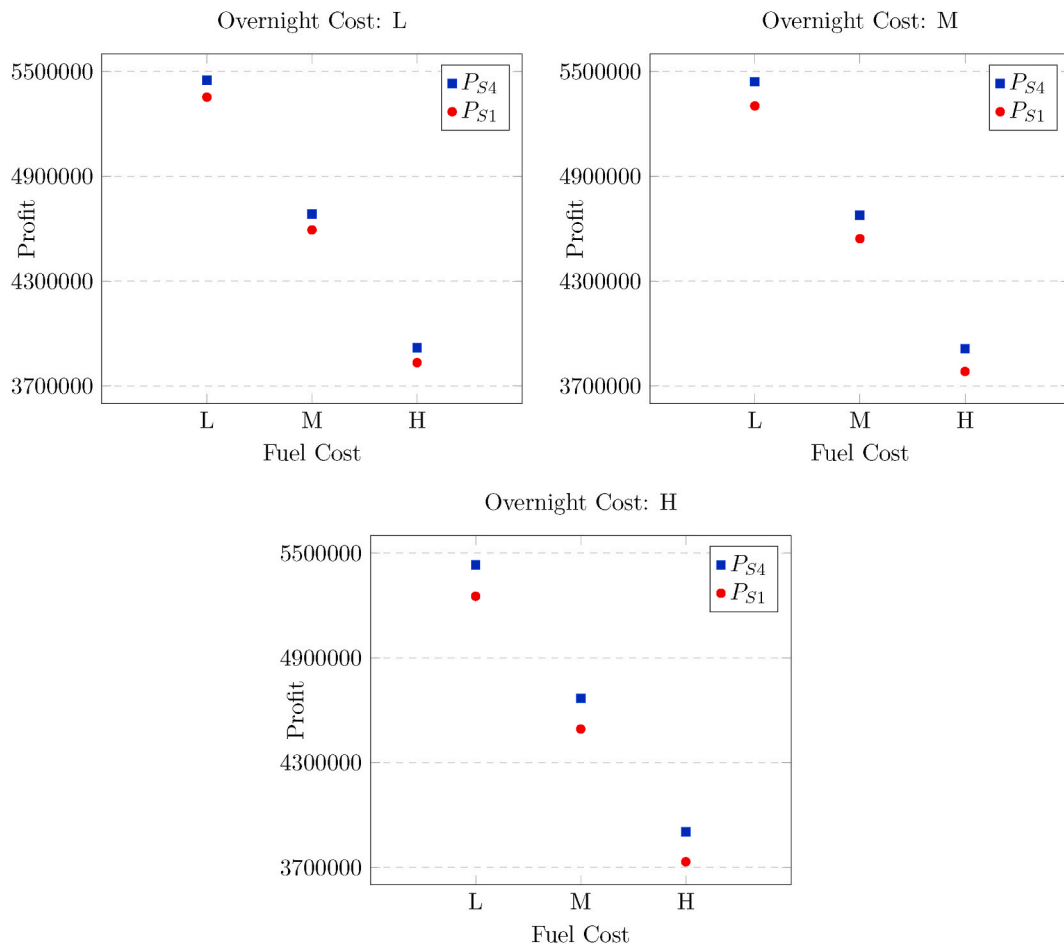 Overnight Cost: L
5500000
4900000
4300000
3700000
Profit
L M H
Fuel Cost
P_{S4}
P_{S1}
Overnight Cost: M
5500000
4900000
4300000
3700000
Profit
L M H
Fuel Cost
P_{S4}
P_{S1}
Overnight Cost: H
5500000
4900000
4300000
3700000
Profit
L M H
Fuel Cost
P_{S4}
P_{S1}